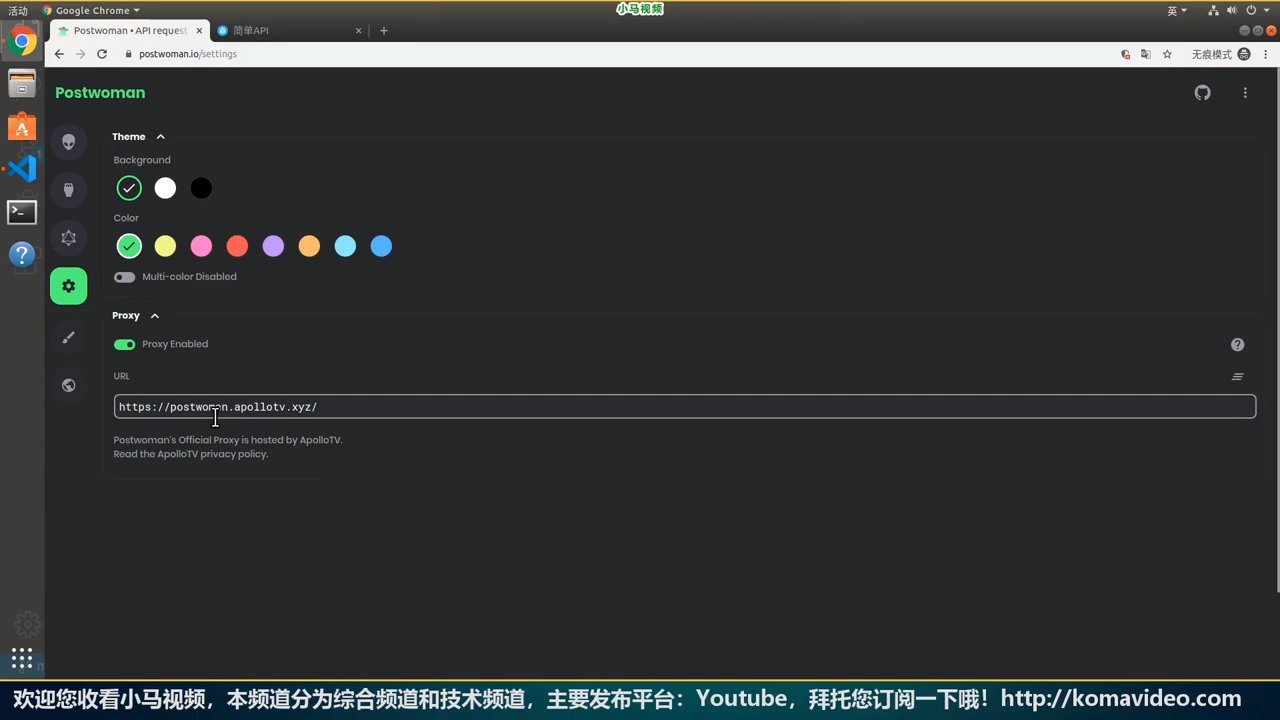 活动
Google Chrome
小马视频
英
Postwoman • API request
简单API
postwoman.io/settings
无痕模式
Postwoman
Theme
Background
Color
Multi-color Disabled
Proxy
Proxy Enabled
URL
https://postwoman.apollotv.xyz/
Postwoman's Official Proxy is hosted by ApolloTV.
Read the ApolloTV privacy policy.
欢迎您收看小马视频，本频道分为综合频道和技术频道，主要发布平台：Youtube，拜托您订阅一下哦！http://komavideo.com